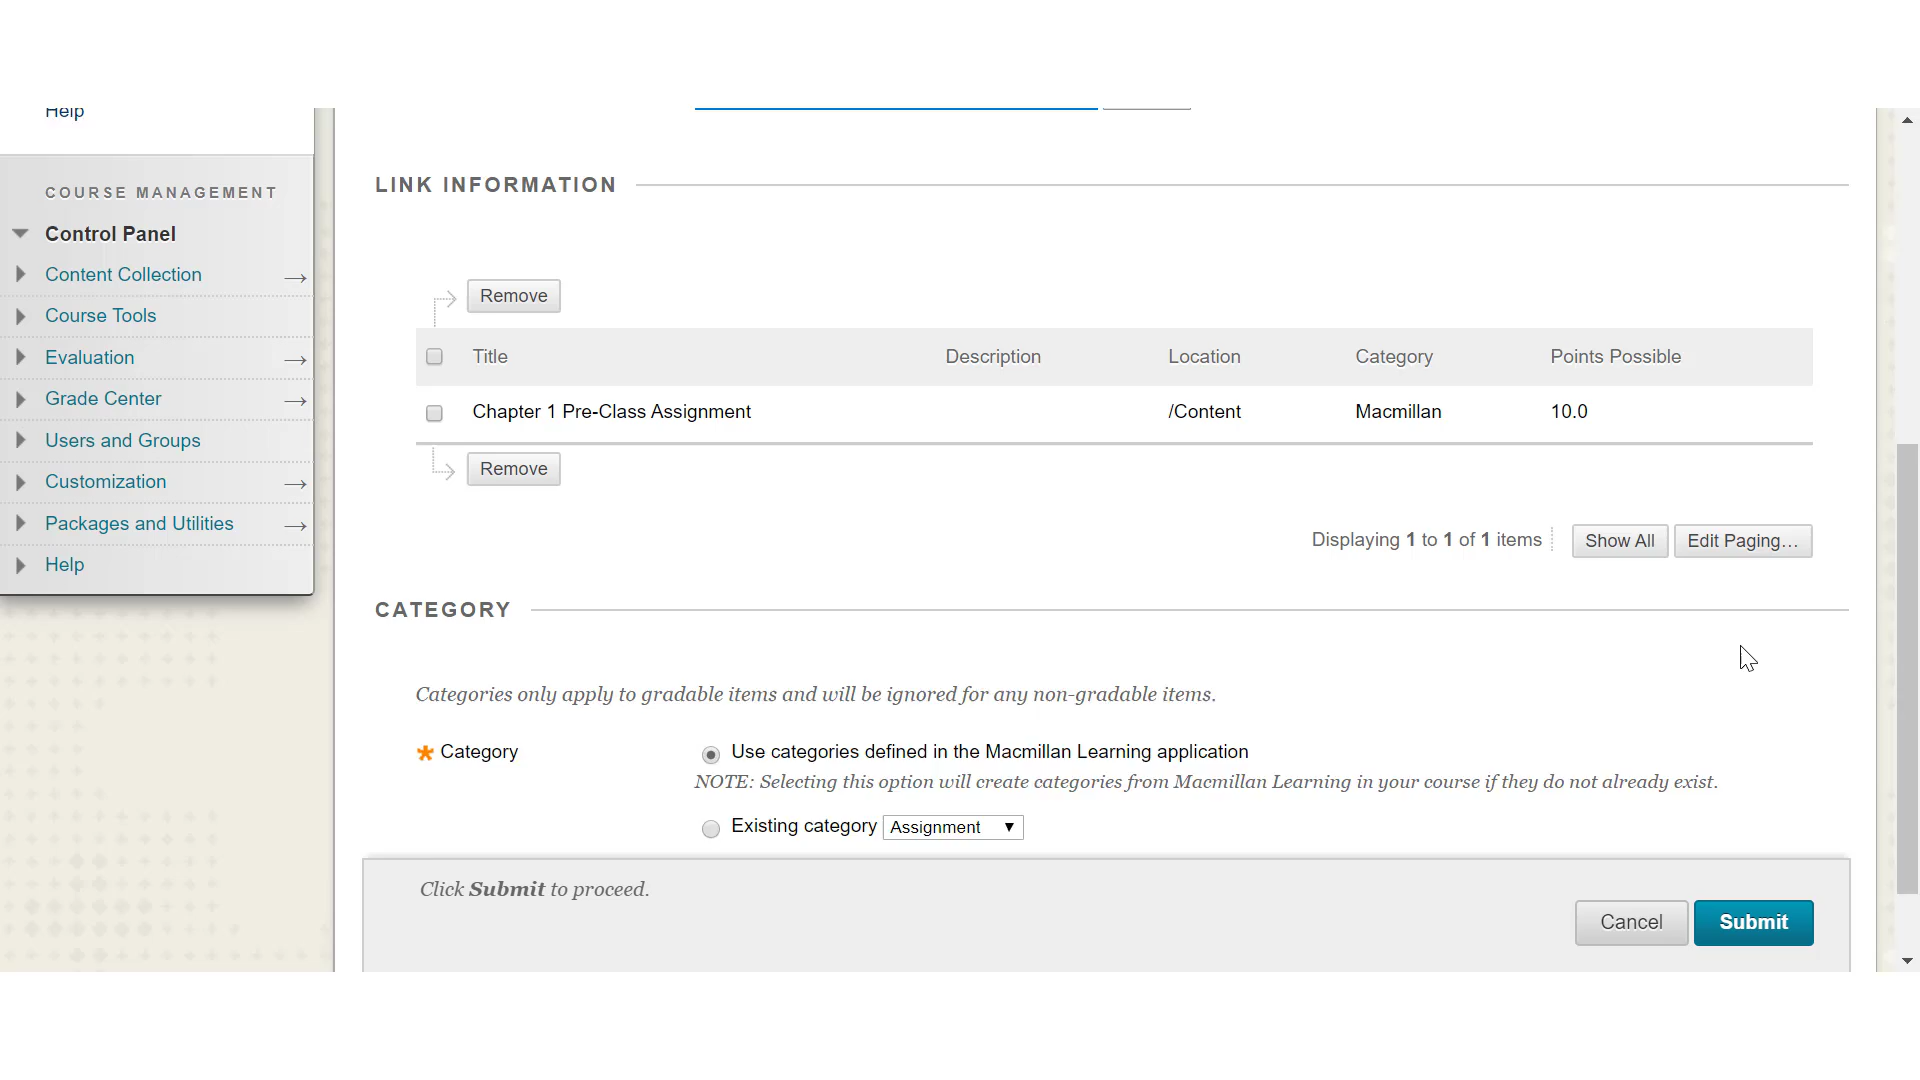 Help
COURSE MANAGEMENT
Control Panel
Content Collection
Course Tools
Evaluation
Grade Center
Users and Groups
Customization
Packages and Utilities
Help
LINK INFORMATION
Remove
Title Description Location Category Points Possible
Chapter 1 Pre-Class Assignment /Content Macmillan 10.0
Remove
Displaying 1 to 1 of 1 items Show All Edit Paging...
CATEGORY
Categories only apply to gradable items and will be ignored for any non-gradable items.
Category Use categories defined in the Macmillan Learning application
NOTE: Selecting this option will create categories from Macmillan Learning in your course if they do not already exist.
Existing category Assignment
Click Submit to proceed.
Cancel Submit